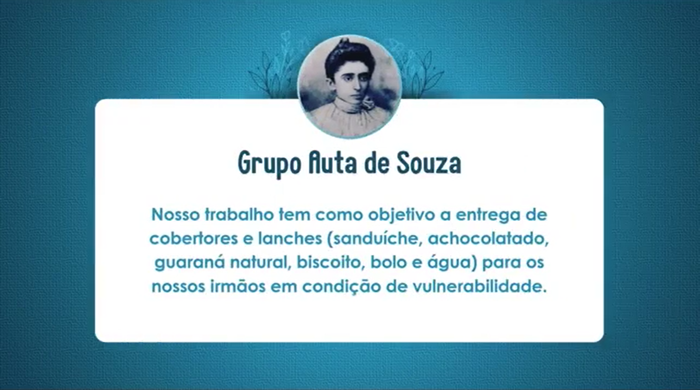 Grupo Auta de Souza
Nosso trabalho tem como objetivo a entrega de
cobertores e lanches (sanduíche, achocolatado,
guaraná natural, biscoito, bolo e água) para os
nossos irmãos em condição de vulnerabilidade.